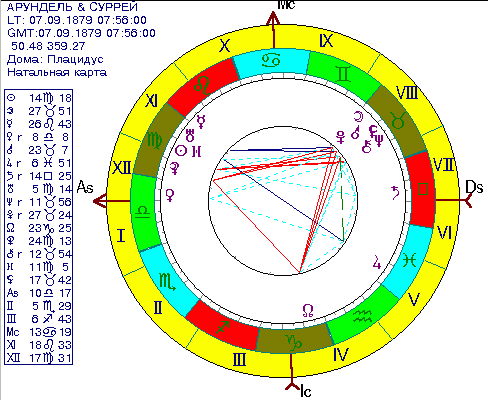 АРУНДЕЛЬ & СУРРЕЙ
LT: 07.09.1879 07:56:00
GMT:07.09.1879 07:56:00
50.48 359.27
Дома: Плацидус
Натальная карта
☉ 14 ♍ 18
☽ 27 ♉ 51
☿ 26 ♌ 43
♀ r 8 ♎ 8
♂ 23 ♉ 7
♃ r 6 ♓ 51
♄ r 14 □ 25
♅ 5 ♍ 14
♆ r 11 ♉ 56
r 27 ♉ 24
☊ 23 ♑ 25
24 ♍ 13
r 12 ♉ 54
11 ♍ 5
17 ♉ 42
As 10 ♎ 17
II 5 ♏ 29
III 6 ♐ 43
Mc 13 ♋ 19
XI 18 ♌ 33
XII 17 ♍ 31
Mc
X
IX
XI
VIII
XII
VII
As
Ds
I
VI
II
V
III
IV
Ic